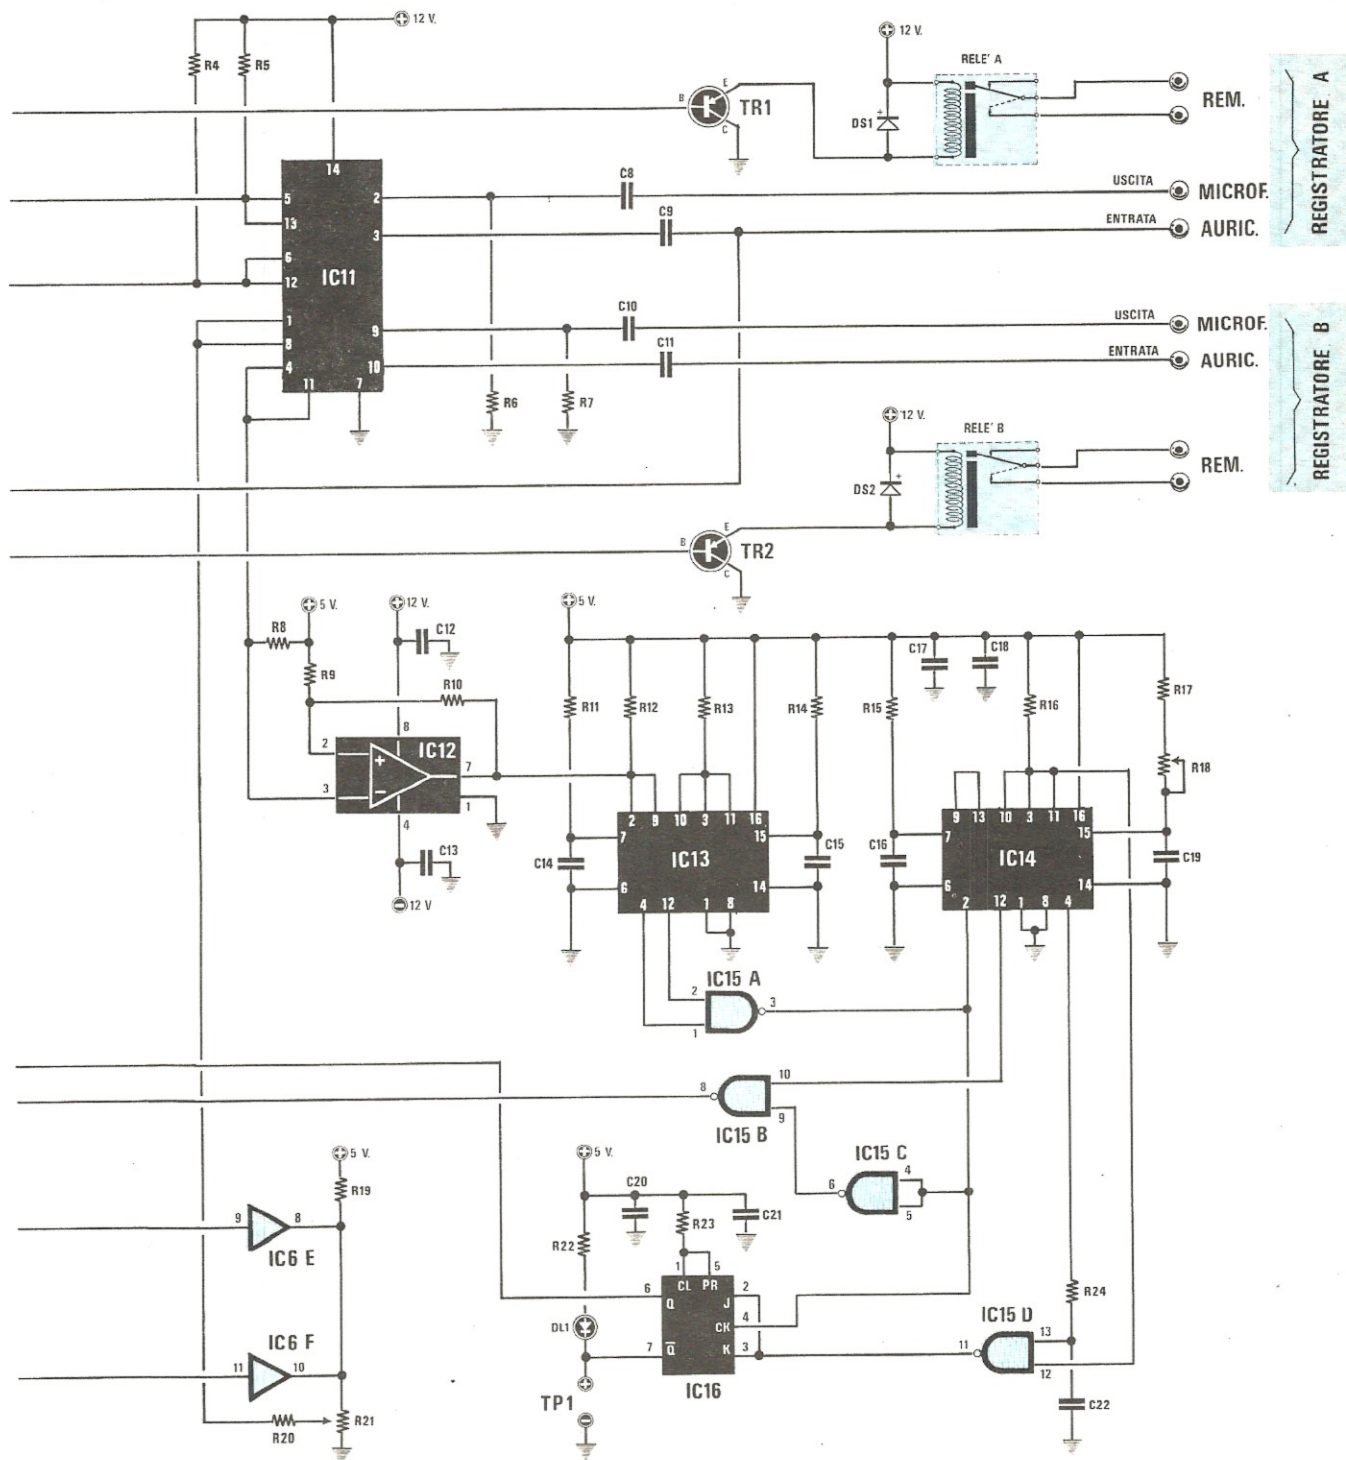 12 V.
12 V.
R4
R5
RELE' A
E
B
TR1
C
DS1
+
REM.
REGISTRATORE A
14
5
2
C8
USCITA
MICROF.
13
3
C9
ENTRATA
AURIC.
6
12
IC11
1
9
C10
USCITA
MICROF.
8
4
10
C11
ENTRATA
AURIC.
11
7
R6
R7
REGISTRATORE B
12 V.
RELE' B
REM.
DS2
+
E
B
TR2
C
5 V.
12 V.
5 V.
R8
C12
C17
C18
R9
R10
R11
R12
R13
R14
R15
R16
R17
R18
8
2
+
IC12
7
3
−
1
4
C13
12 V
2
9
10
3
11
16
7
15
C14
IC13
C15
6
14
4
12
1
8
9
13
10
3
11
16
7
15
C16
IC14
C19
6
14
2
12
1
8
4
IC15 A
2
3
1
8
10
9
IC15 B
IC15 C
4
6
5
5 V.
5 V.
R19
C20
C21
R23
R22
9
8
IC6 E
1
5
CL
PR
6
Q
J
2
CK
4
7
Q̅
K
3
DL1
IC16
R24
IC15 D
13
11
12
IC6 F
11
10
TP1
C22
R20
R21